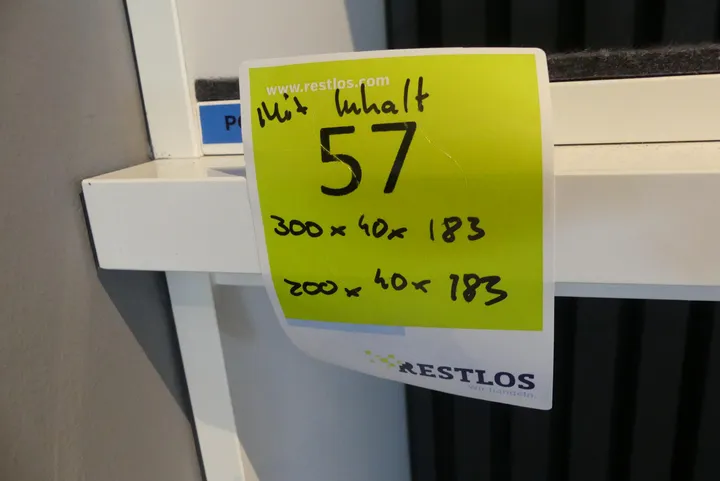 www.restlos.com
Mit Inhalt
57
300 x 40 x 183
200 x 40 x 183
RESTLOS